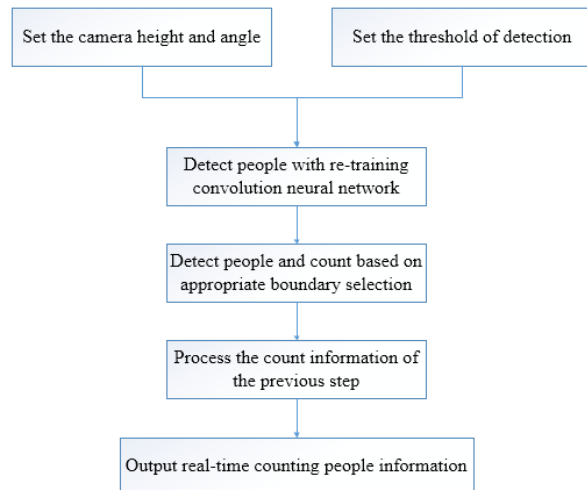 Set the camera height and angle
Set the threshold of detection
Detect people with re-training
convolution neural network
Detect people and count based on
appropriate boundary selection
Process the count information of
the previous step
Output real-time counting people information